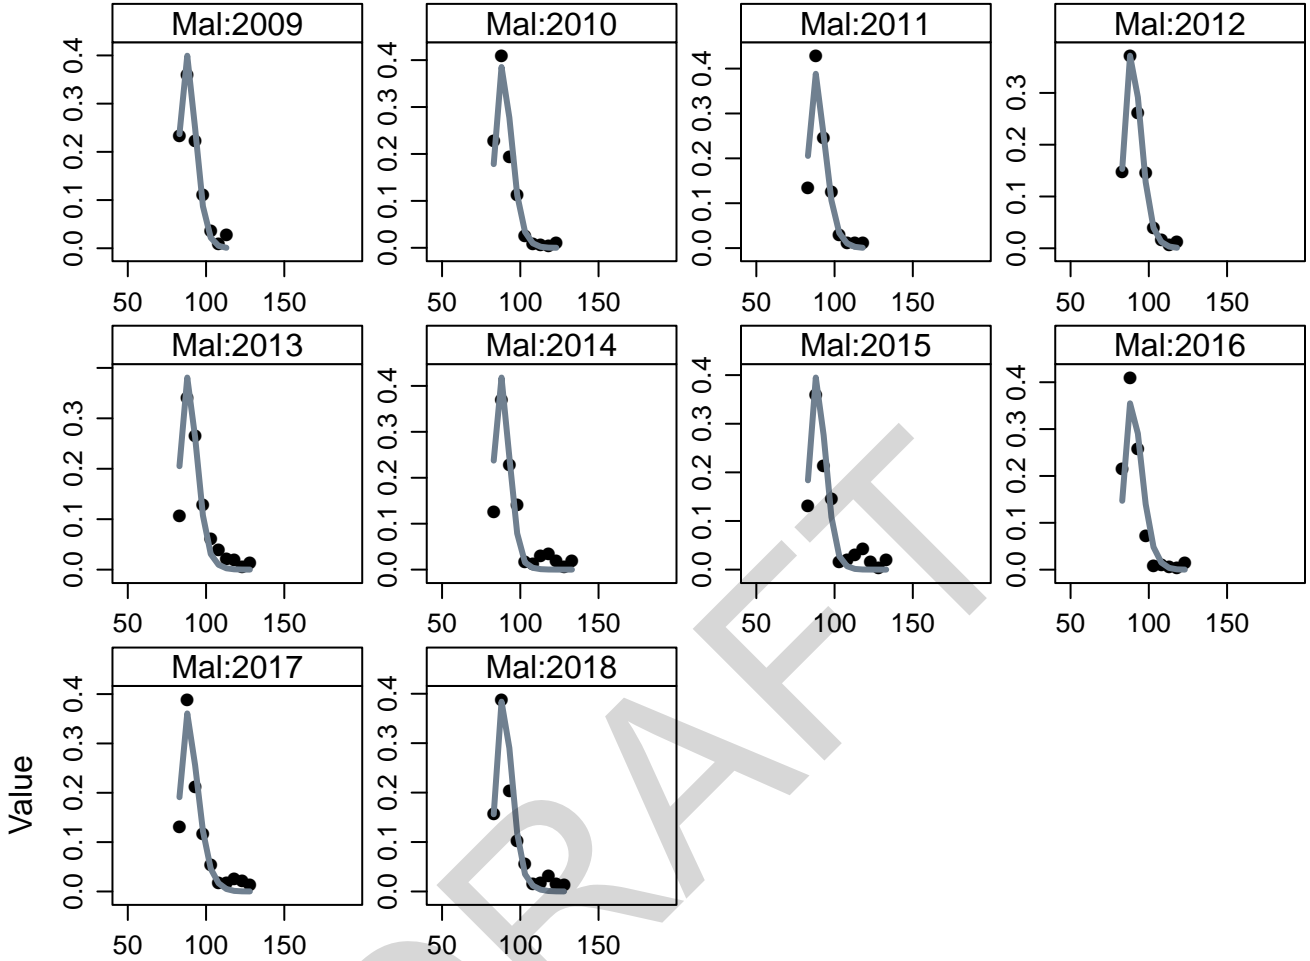 Mal:2009 Mal:2010 Mal:2011 Mal:2012
0.4 0.4 0.4
0.3 0.3 0.3 0.3
0.2 0.2 0.2 0.2
0.1 0.1 0.1 0.1
0.0 0.0 0.0 0.0
50 100 150 50 100 150 50 100 150 50 100 150
Mal:2013 Mal:2014 Mal:2015 Mal:2016
0.4 0.4 0.4
0.3 0.3 0.3 0.3
0.2 0.2 0.2 0.2
0.1 0.1 0.1 0.1
0.0 0.0 0.0 0.0
50 100 150 50 100 150 50 100 150 50 100 150
Mal:2017 Mal:2018
0.4 0.4
0.3 0.3
0.2 0.2
0.1 0.1
0.0 0.0
50 100 150 50 100 150
Value
DRAFT